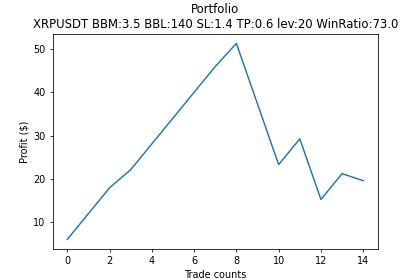 Portfolio
XRPUSDT BBM:3.5 BBL:140 SL:1.4 TP:0.6 lev:20 WinRatio:73.0
Profit ($)
50
40
30
20
10
0 2 4 6 8 10 12 14
Trade counts